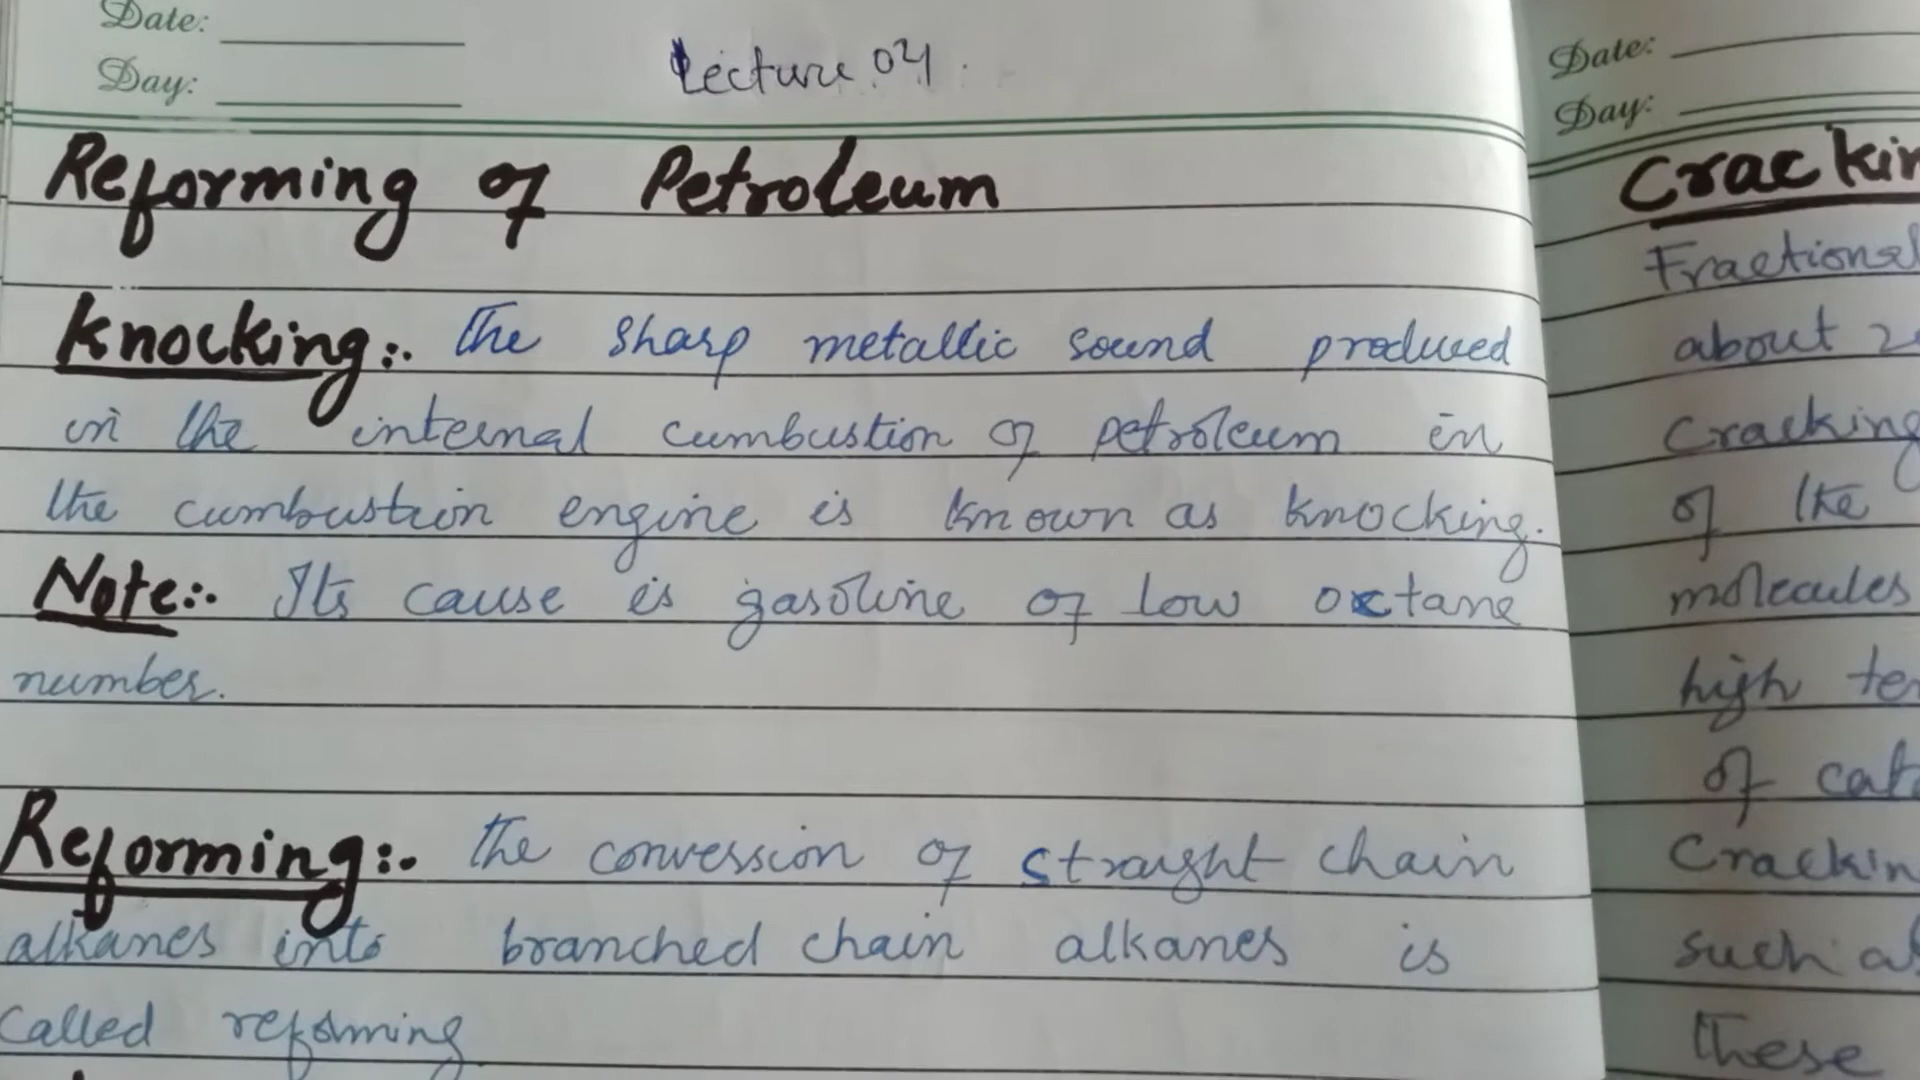 Date:
Day:
Lecture 04
Reforming of Petroleum
Knocking:. The sharp metallic sound produced
in the internal cumbustion of petroleum in
the cumbustion engine is known as knocking.
Note:. Its cause is gasoline of low octane
number.
Reforming:. The convession of straight chain
alkanes into branched chain alkanes is
called reforming
Date:
Day:
Crackin
Fractional
about 2
Cracking
of the
molecules
high te
of cat
Crackin
such as
these